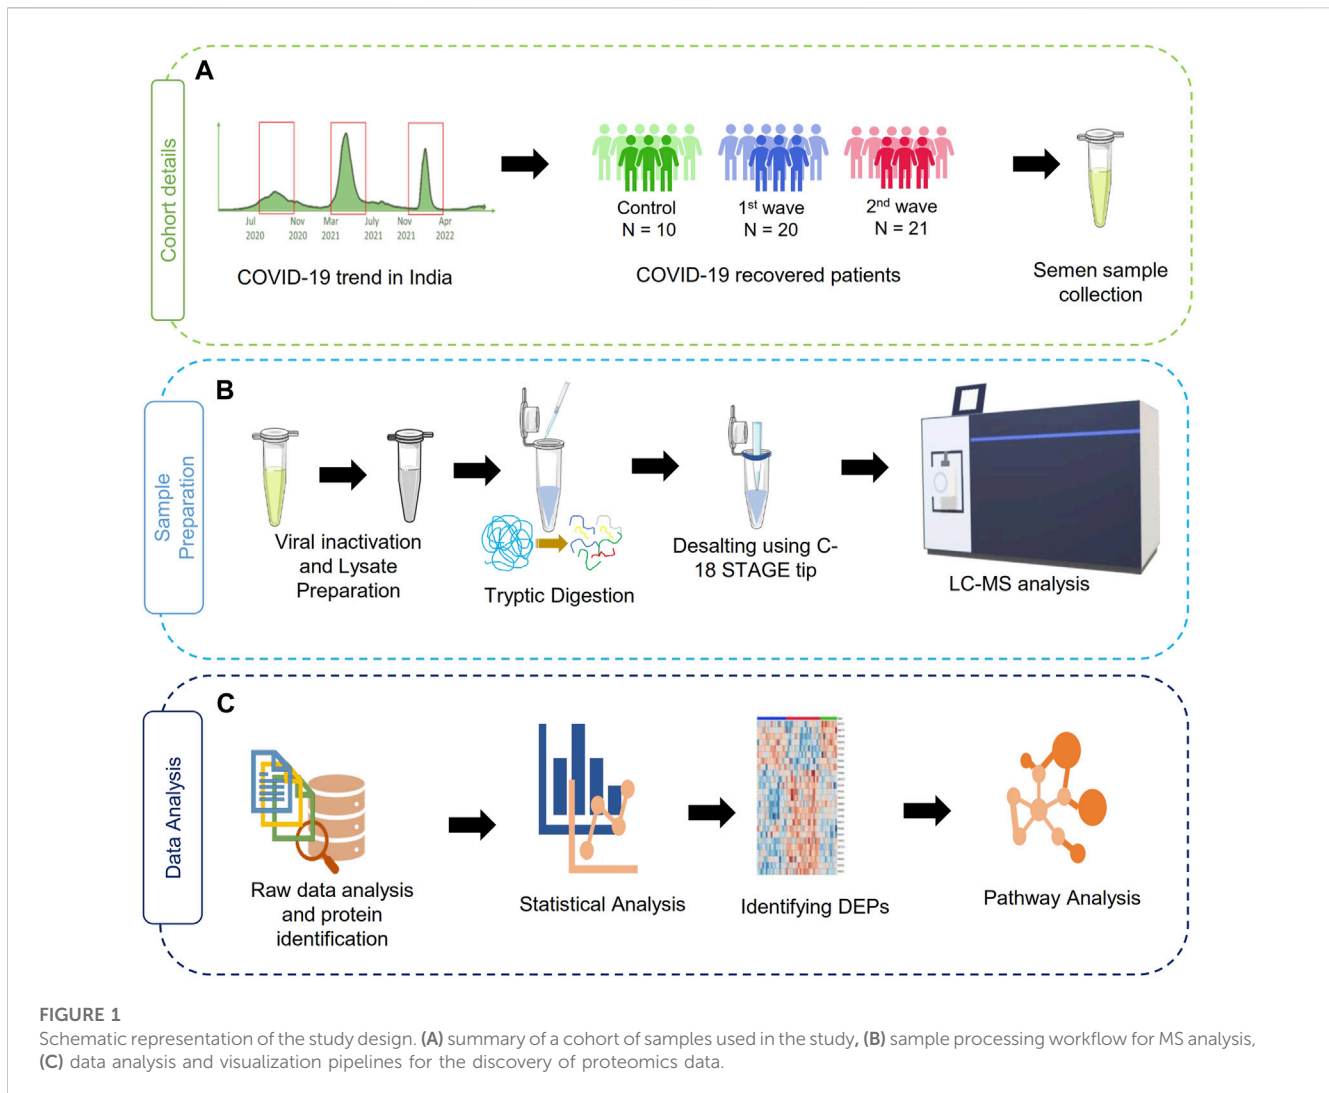 A
Cohort details
Jul
2020
Nov
2020
Mar
2021
July
2021
Nov
2021
Apr
2022
COVID-19 trend in India
Control
N = 10
1st wave
N = 20
2nd wave
N = 21
COVID-19 recovered patients
Semen sample
collection
B
Sample
Preparation
Viral inactivation
and Lysate
Preparation
Tryptic Digestion
Desalting using C-
18 STAGE tip
LC-MS analysis
C
Data Analysis
Raw data analysis
and protein
identification
Statistical Analysis
Identifying DEPs
Pathway Analysis
FIGURE 1
Schematic representation of the study design. (A) summary of a cohort of samples used in the study, (B) sample processing workflow for MS analysis,
(C) data analysis and visualization pipelines for the discovery of proteomics data.